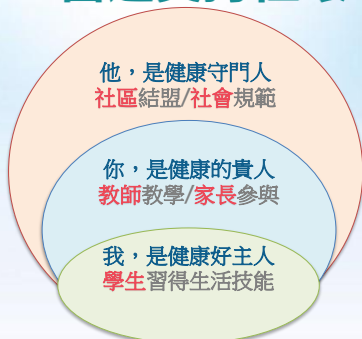 他，是健康守門人
社區結盟/社會規範
你，是健康的貴人
教師教學/家長參與
我，是健康好主人
學生習得生活技能